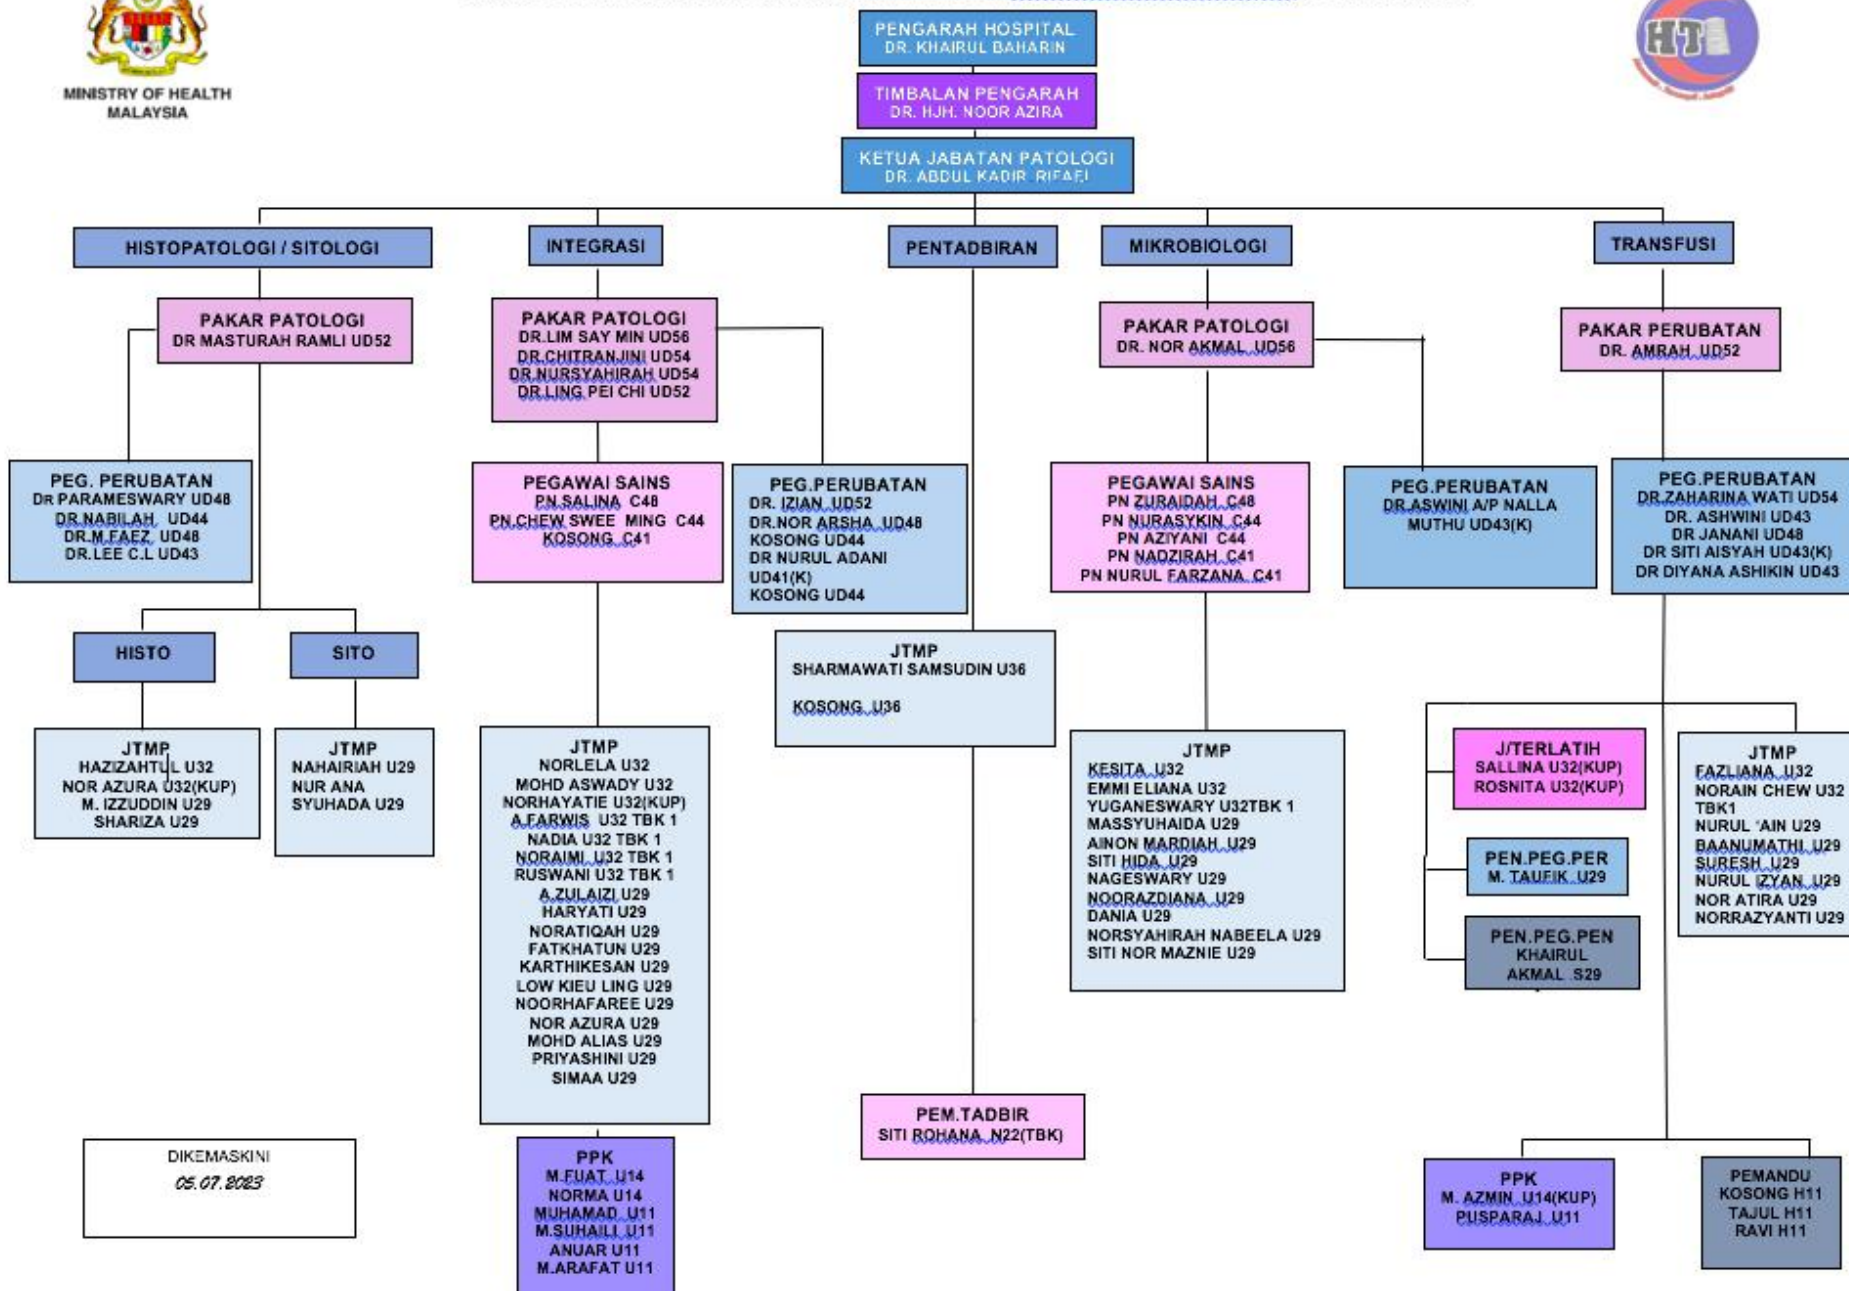 MINISTRY OF HEALTH
MALAYSIA
PENGARAH HOSPITAL
DR. KHAIRUL BAHARIN
TIMBALAN PENGARAH
DR. HJH. NOOR AZIRA
KETUA JABATAN PATOLOGI
DR. ABDUL KADIR RIFAEI
HT
HISTOPATOLOGI / SITOLOGI
INTEGRASI
PENTADBIRAN
MIKROBIOLOGI
TRANSFUSI
PAKAR PATOLOGI
DR MASTURAH RAMLI UD52
PAKAR PATOLOGI
DR.LIM SAY MIN UD56
DR.CHITRANJINI UD54
DR.NURSYAHIRAH UD54
DR.LING PEI CHI UD52
PAKAR PATOLOGI
DR. NOR AKMAL UD56
PAKAR PERUBATAN
DR. AMRAH UD52
PEG. PERUBATAN
DR PARAMESWARY UD48
DR.NABILAH UD44
DR.M.FAEZ UD48
DR.LEE C.L UD43
PEGAWAI SAINS
PN.SALINA C48
PN.CHEW SWEE MING C44
KOSONG C41
PEG.PERUBATAN
DR. IZIAN UD52
DR.NOR ARSHA UD48
KOSONG UD44
DR NURUL ADANI
UD41(K)
KOSONG UD44
PEGAWAI SAINS
PN ZURAIDAH C48
PN NURASYKIN C44
PN AZIYANI C44
PN NADZIRAH C41
PN NURUL FARZANA C41
PEG.PERUBATAN
DR.ASWINI A/P NALLA
MUTHU UD43(K)
PEG.PERUBATAN
DR.ZAHARINA WATI UD54
DR. ASHWINI UD43
DR JANANI UD48
DR SITI AISYAH UD43(K)
DR DIYANA ASHIKIN UD43
HISTO
SITO
JTMP
SHARMAWATI SAMSUDIN U36
KOSONG U36
JTMP
HAZIZAHTUL U32
NOR AZURA U32(KUP)
M. IZZUDDIN U29
SHARIZA U29
JTMP
NAHAIRIAH U29
NUR ANA
SYUHADA U29
JTMP
NORLELA U32
MOHD ASWADY U32
NORHAYATIE U32(KUP)
A.FARWIS U32 TBK 1
NADIA U32 TBK 1
NORAIMI U32 TBK 1
RUSWANI U32 TBK 1
A.ZULAIZI U29
HARYATI U29
NORATIQAH U29
FATKHATUN U29
KARTHIKESAN U29
LOW KIEU LING U29
NOORHAFAREE U29
NOR AZURA U29
MOHD ALIAS U29
PRIYASHINI U29
SIMAA U29
JTMP
KESITA U32
EMMI ELIANA U32
YUGANESWARY U32TBK 1
MASSYUHAIDA U29
AINON MARDIAH U29
SITI HIDA U29
NAGESWARY U29
NOORAZDIANA U29
DANIA U29
NORSYAHIRAH NABEELA U29
SITI NOR MAZNIE U29
J/TERLATIH
SALLINA U32(KUP)
ROSNITA U32(KUP)
PEN.PEG.PER
M. TAUFIK U29
PEN.PEG.PEN
KHAIRUL
AKMAL S29
JTMP
FAZLIANA U32
NORAIN CHEW U32
TBK1
NURUL 'AIN U29
BAANUMATHI U29
SURESH U29
NURUL IZYAN U29
NOR ATIRA U29
NORRAZYANTI U29
PEM.TADBIR
SITI ROHANA N22(TBK)
DIKEMASKINI
05.07.2023
PPK
M.FUAT U14
NORMA U14
MUHAMAD U11
M.SUHAILI U11
ANUAR U11
M.ARAFAT U11
PPK
M. AZMIN U14(KUP)
PUSPARAJ U11
PEMANDU
KOSONG H11
TAJUL H11
RAVI H11